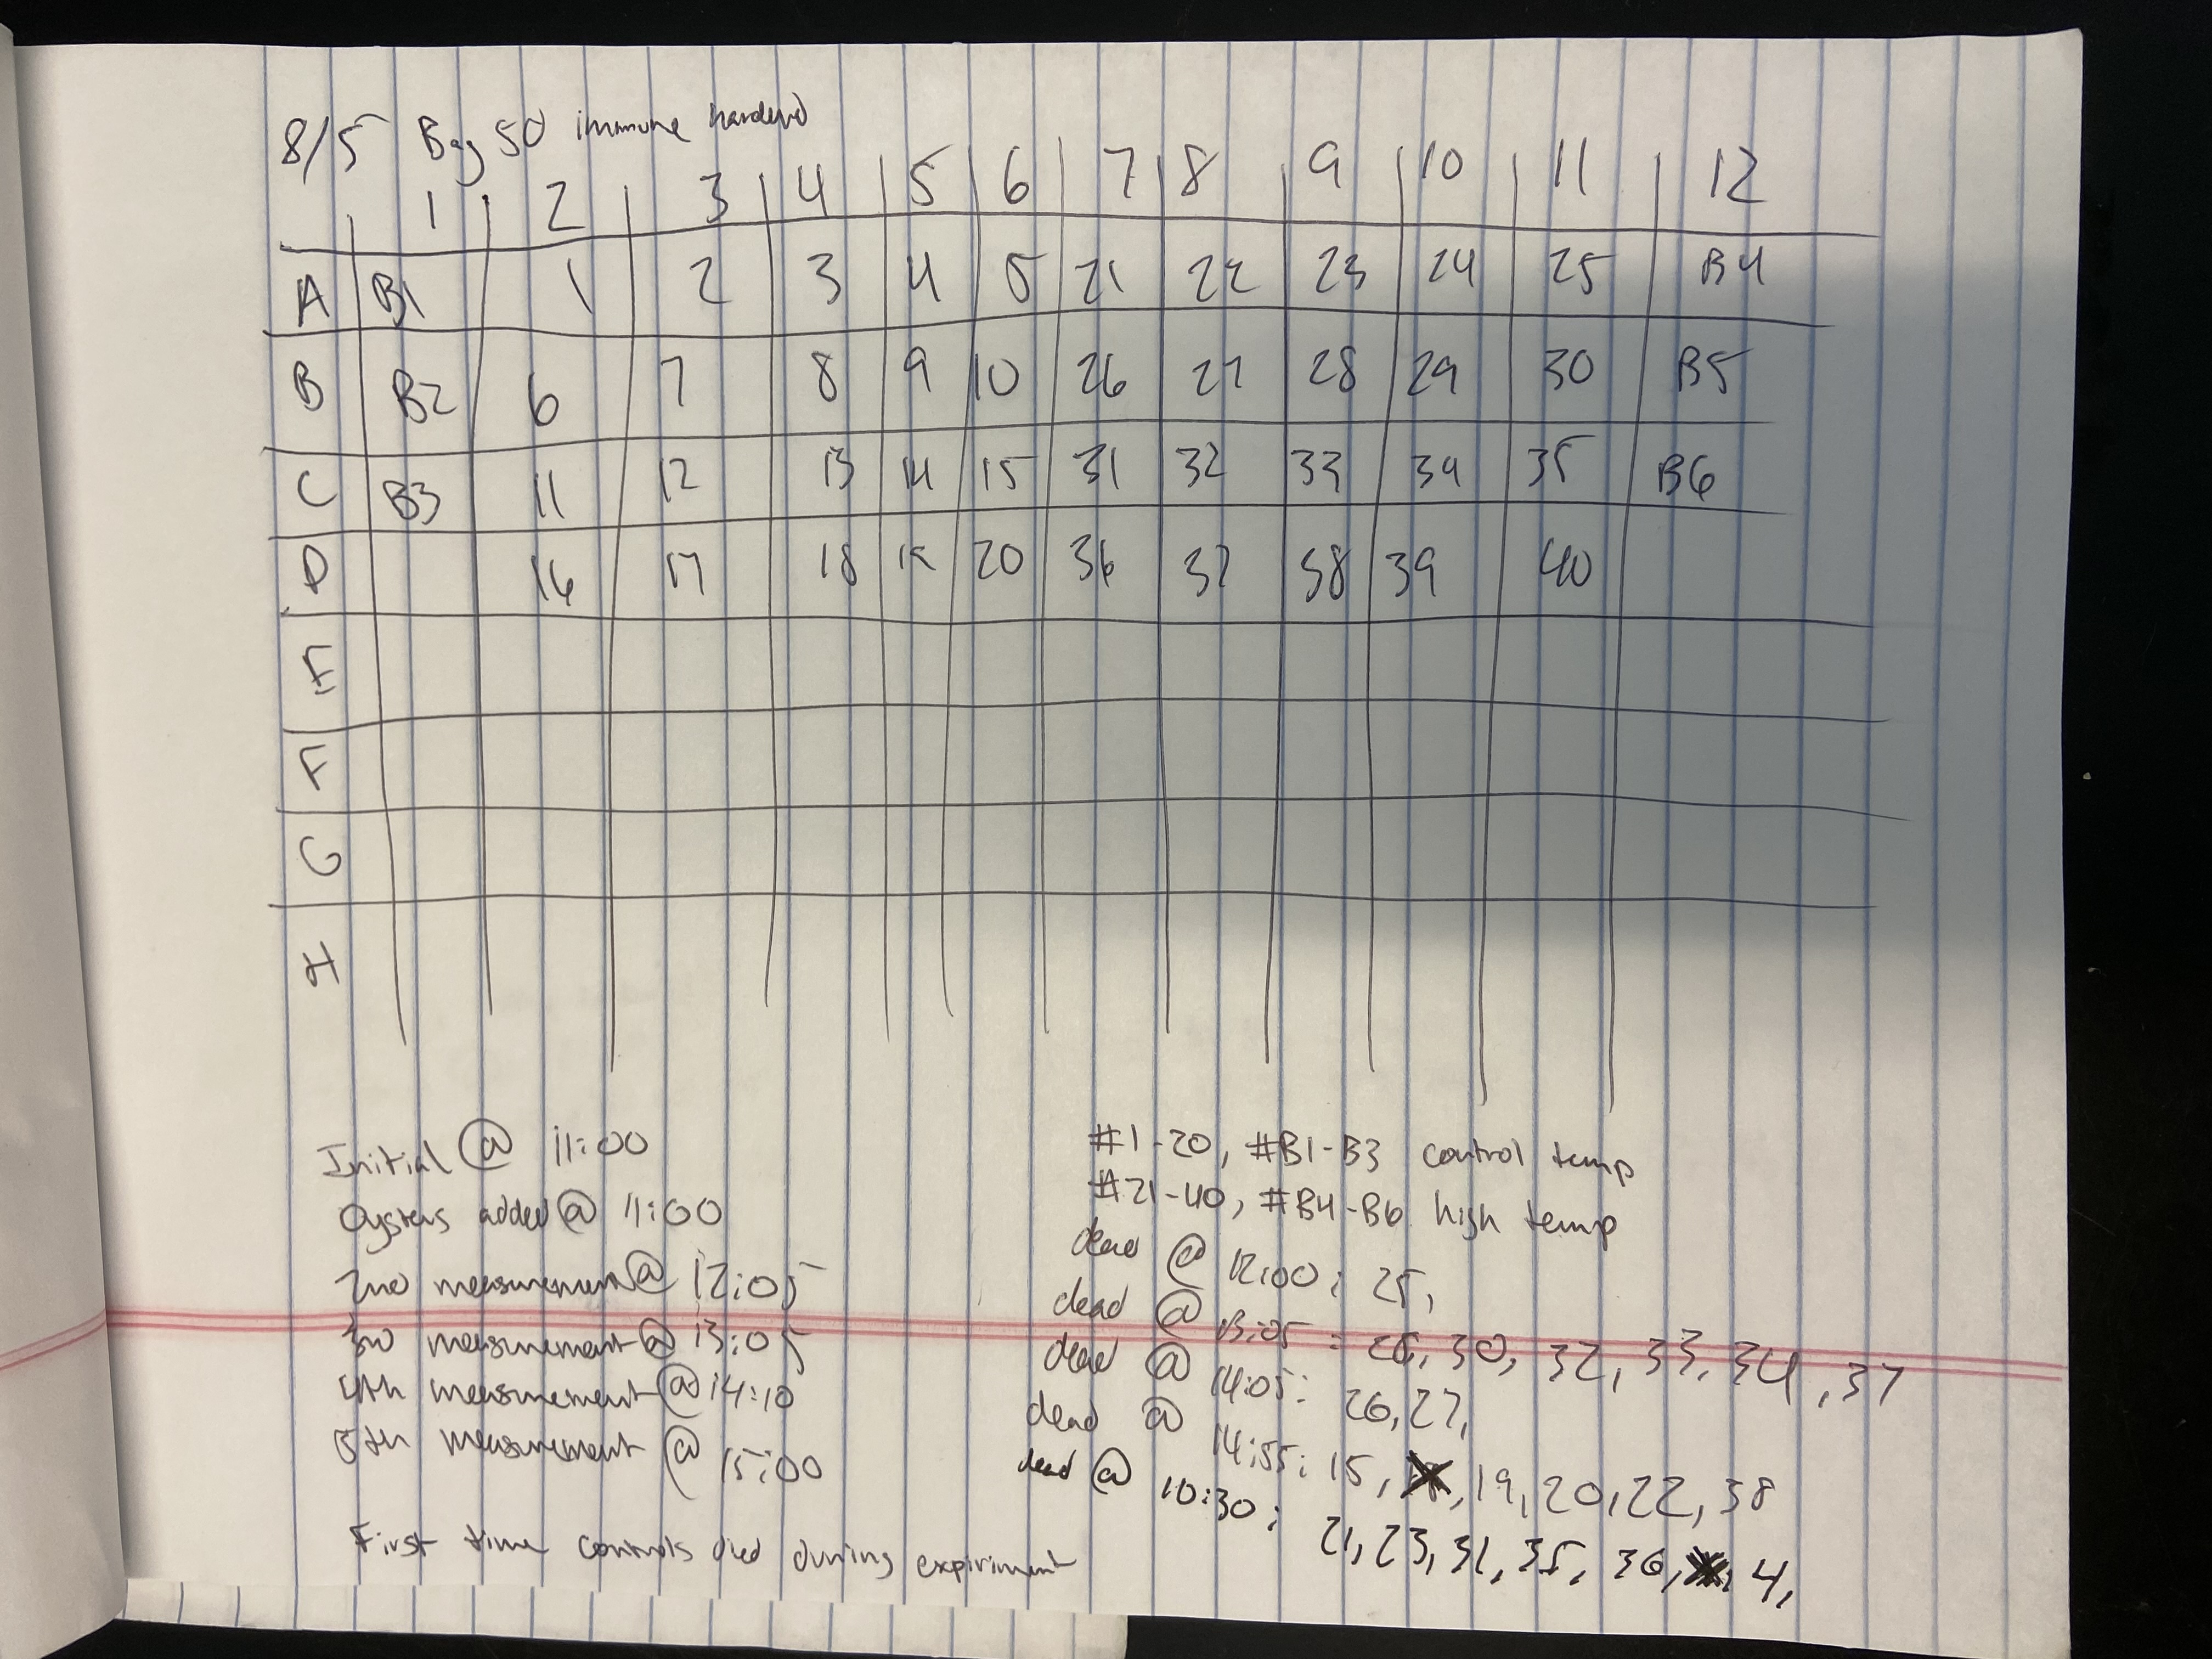 8/5 Bag 50 immune hardend
1 2 3 4 5 6 7 8 9 10 11 12
A B1 1 2 3 4 5 21 22 23 24 25 B4
B B2 6 7 8 9 10 26 27 28 29 30 B5
C B3 11 12 13 14 15 31 32 33 34 35 B6
D 16 17 18 19 20 36 37 38 39 40
E
F
G
H
Initial @ 11:00
Oysters added @ 11:00
2nd measurement @ 12:05
3rd measurement @ 13:05
4th measurement @ 14:10
5th measurement @ 15:00
First time controls died during expiriment
#1-20, #B1-B3 control temp
#21-40, #B4-B6 high temp
dead @ 12:00: 25,
dead @ 13:05: 30, 32, 33, 34, 37
dead @ 14:05: 26, 27,
dead @ 14:55: 15, 19, 20, 22, 38
dead @ 10:30: 21, 23, 31, 35, 36, 4,